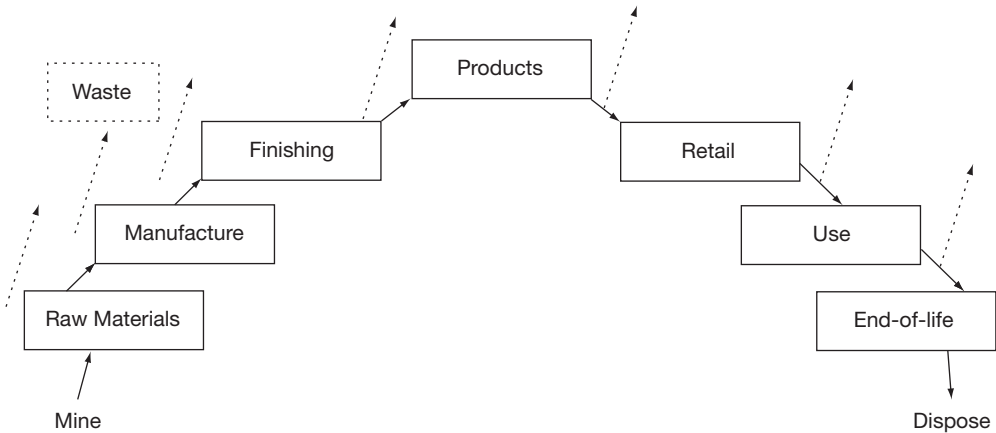 Products
Waste
Finishing
Retail
Manufacture
Use
Raw Materials
End-of-life
Mine
Dispose